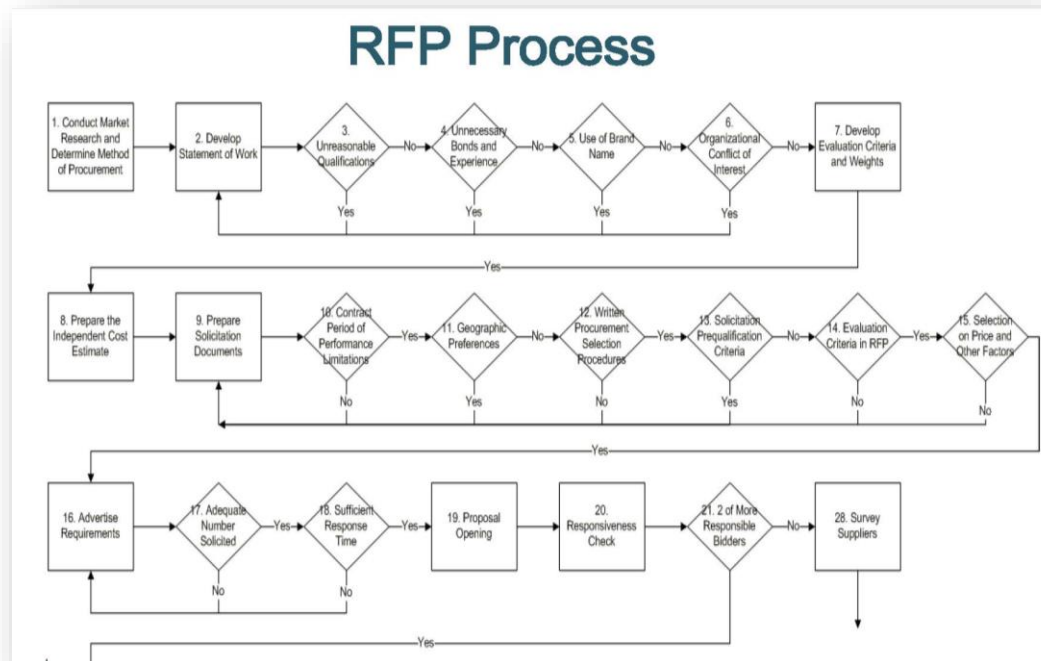 RFP Process
1. Conduct Market
Research and
Determine Method
of Procurement
2. Develop
Statement of Work
3.
Unreasonable
Qualifications
No
4. Unnecessary
Bonds and
Experience
No
5. Use of Brand
Name
No
6.
Organizational
Conflict of
Interest
No
7. Develop
Evaluation Criteria
and Weights
Yes
Yes
Yes
Yes
Yes
8. Prepare the
Independent Cost
Estimate
9. Prepare
Solicitation
Documents
10. Contract
Period of
Performance
Limitations
Yes
11. Geographic
Preferences
No
12. Written
Procurement
Selection
Procedures
Yes
13. Solicitation
Prequalification
Criteria
No
14. Evaluation
Criteria in RFP
Yes
15. Selection
on Price and
Other Factors
No
Yes
No
Yes
No
No
Yes
16. Advertise
Requirements
17. Adequate
Number
Solicited
Yes
18. Sufficient
Response
Time
Yes
19. Proposal
Opening
20.
Responsiveness
Check
21. 2 of More
Responsible
Bidders
No
28. Survey
Suppliers
No
No
Yes